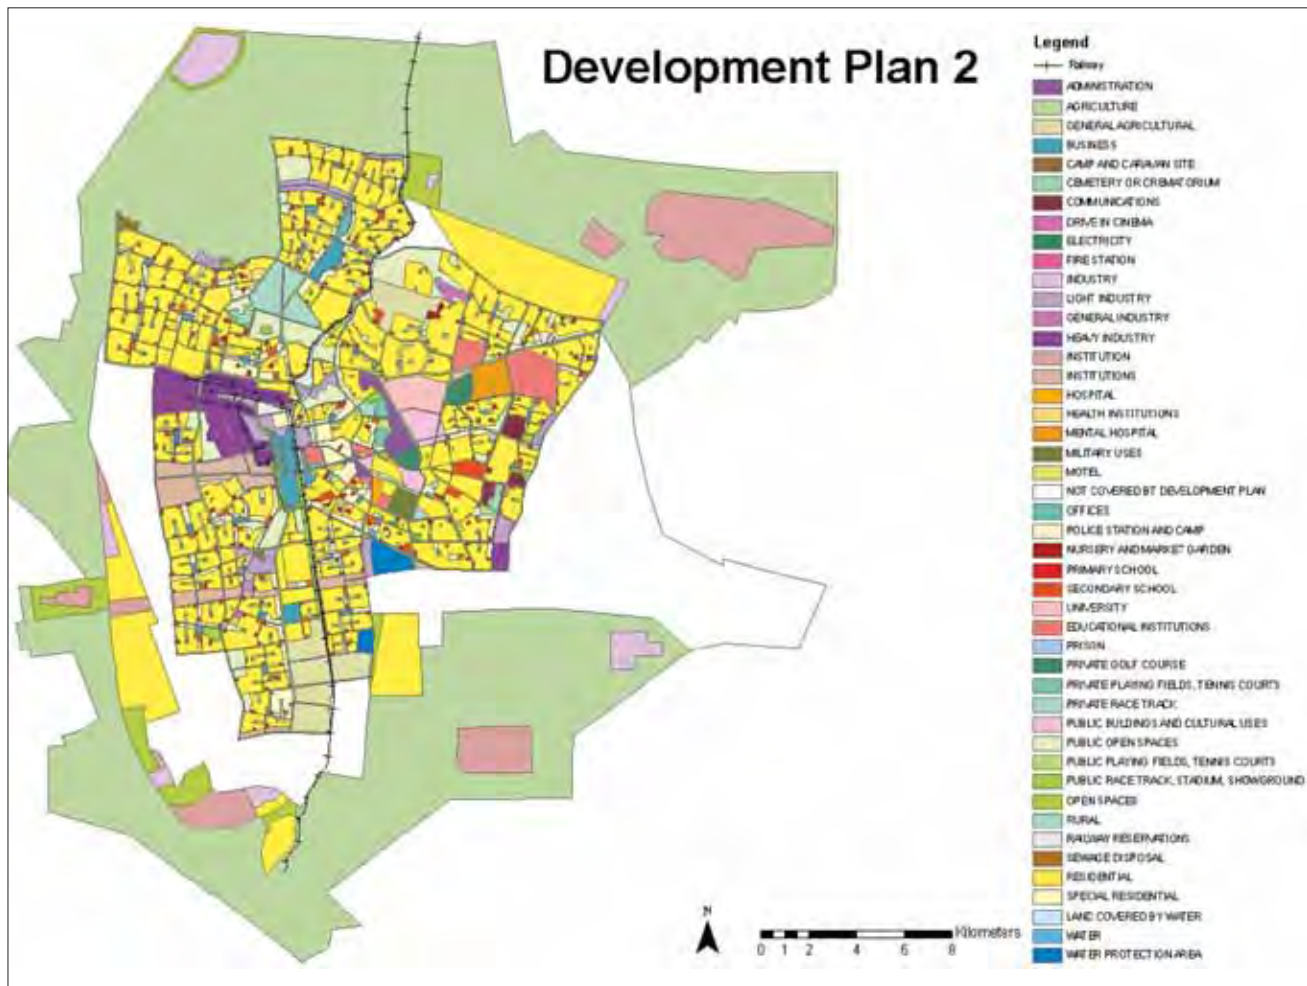 Development Plan 2
Legend
Railway
ADMINISTRATION
AGRICULTURE
GENERAL AGRICULTURAL
BUSINESS
CAMP AND CARAVAN SITE
CEMETERY OR CREMATORIUM
COMMUNICATIONS
DRIVE IN CINEMA
ELECTRICITY
FIRE STATION
INDUSTRY
LIGHT INDUSTRY
GENERAL INDUSTRY
HEAVY INDUSTRY
INSTITUTION
INSTITUTIONS
HOSPITAL
HEALTH INSTITUTIONS
MENTAL HOSPITAL
MILITARY USES
MOTEL
NOT COVERED BT DEVELOPMENT PLAN
OFFICES
POLICE STATION AND CAMP
NURSERY AND MARKET GARDEN
PRIMARY SCHOOL
SECONDARY SCHOOL
UNIVERSITY
EDUCATIONAL INSTITUTIONS
PRISON
PRIVATE GOLF COURSE
PRIVATE PLAYING FIELDS, TENNIS COURTS
PRIVATE RACE TRACK
PUBLIC BUILDINGS AND CULTURAL USES
PUBLIC OPEN SPACES
PUBLIC PLAYING FIELDS, TENNIS COURTS
PUBLIC RACE TRACK, STADIUM, SHOWGROUND
OPEN SPACES
RURAL
RAILWAY RESERVATIONS
SEWAGE DISPOSAL
RESIDENTIAL
SPECIAL RESIDENTIAL
LAND COVERED BY WATER
WATER
WATER PROTECTION AREA
N
Kilometers
0 1 2 4 6 8